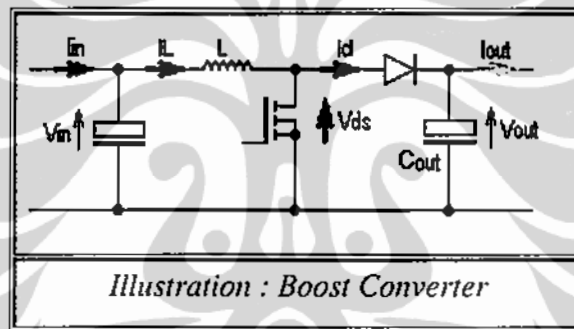 Iin IL L Id Iout
Vin Vds Cout Vout
Illustration : Boost Converter